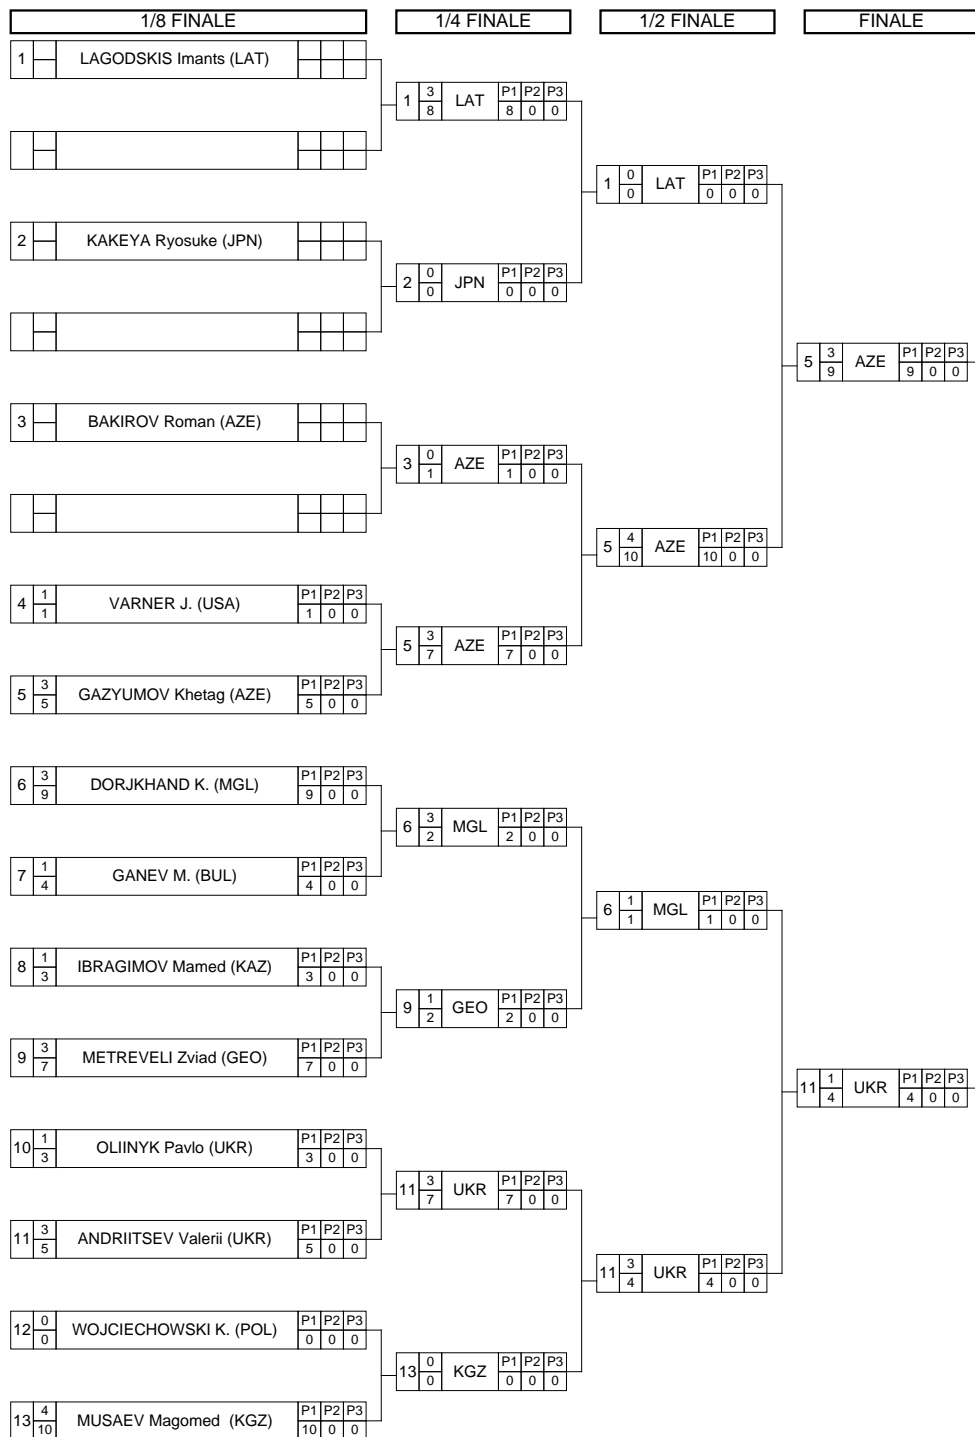 1/8 FINALE 1/4 FINALE 1/2 FINALE FINALE
1 LAGODSKIS Imants (LAT)
1 3 8 LAT P1 P2 P3 8 0 0
1 0 0 LAT P1 P2 P3 0 0 0
2 KAKEYA Ryosuke (JPN)
2 0 0 JPN P1 P2 P3 0 0 0
5 3 9 AZE P1 P2 P3 9 0 0
3 BAKIROV Roman (AZE)
3 0 1 AZE P1 P2 P3 1 0 0
5 4 10 AZE P1 P2 P3 10 0 0
4 1 1 VARNER J. (USA) P1 P2 P3 1 0 0
5 3 7 AZE P1 P2 P3 7 0 0
5 3 5 GAZYUMOV Khetag (AZE) P1 P2 P3 5 0 0
6 3 9 DORJKHAND K. (MGL) P1 P2 P3 9 0 0
6 3 2 MGL P1 P2 P3 2 0 0
7 1 4 GANEV M. (BUL) P1 P2 P3 4 0 0
6 1 1 MGL P1 P2 P3 1 0 0
8 1 3 IBRAGIMOV Mamed (KAZ) P1 P2 P3 3 0 0
9 1 2 GEO P1 P2 P3 2 0 0
9 3 7 METREVELI Zviad (GEO) P1 P2 P3 7 0 0
11 1 4 UKR P1 P2 P3 4 0 0
10 1 3 OLIINYK Pavlo (UKR) P1 P2 P3 3 0 0
11 3 7 UKR P1 P2 P3 7 0 0
11 3 5 ANDRIITSEV Valerii (UKR) P1 P2 P3 5 0 0
11 3 4 UKR P1 P2 P3 4 0 0
12 0 0 WOJCIECHOWSKI K. (POL) P1 P2 P3 0 0 0
13 0 0 KGZ P1 P2 P3 0 0 0
13 4 10 MUSAEV Magomed (KGZ) P1 P2 P3 10 0 0